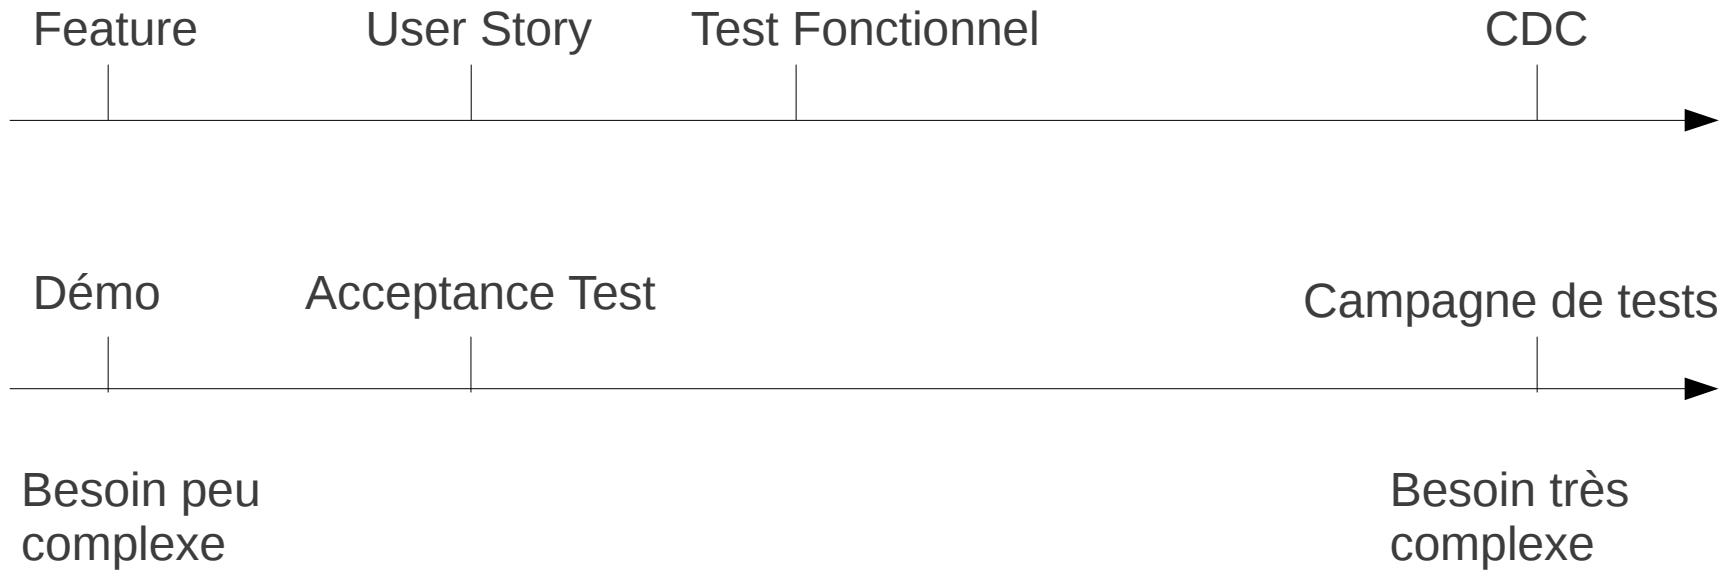 Feature
User Story
Test Fonctionnel
CDC
Démo
Acceptance Test
Campagne de tests
Besoin peu
complexe
Besoin très
complexe